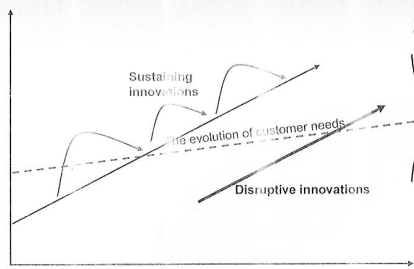 Sustaining
innovations
The evolution of customer needs
Disruptive innovations